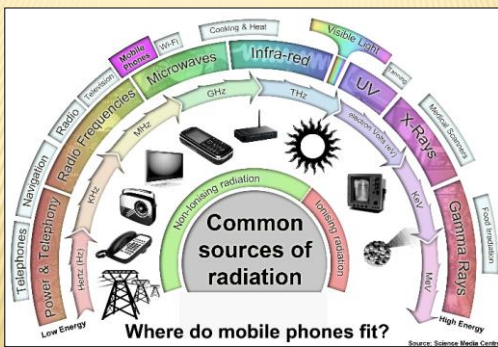 Telephones
Navigation
Radio
Television
Mobile
Phones
Wi-Fi
Cooking & Heat
Visible Light
Tanning
Medical Scanners
Food Irradiation
Power & Telephony
Radio Frequencies
Microwaves
Infra-red
UV
X-Rays
Gamma Rays
Hertz (Hz)
KHz
MHz
GHz
THz
electron Volts (eV)
KeV
MeV
Non-Ionising radiation
Ionising radiation
Common
sources of
radiation
Low Energy
High Energy
Where do mobile phones fit?
Source: Science Media Centre